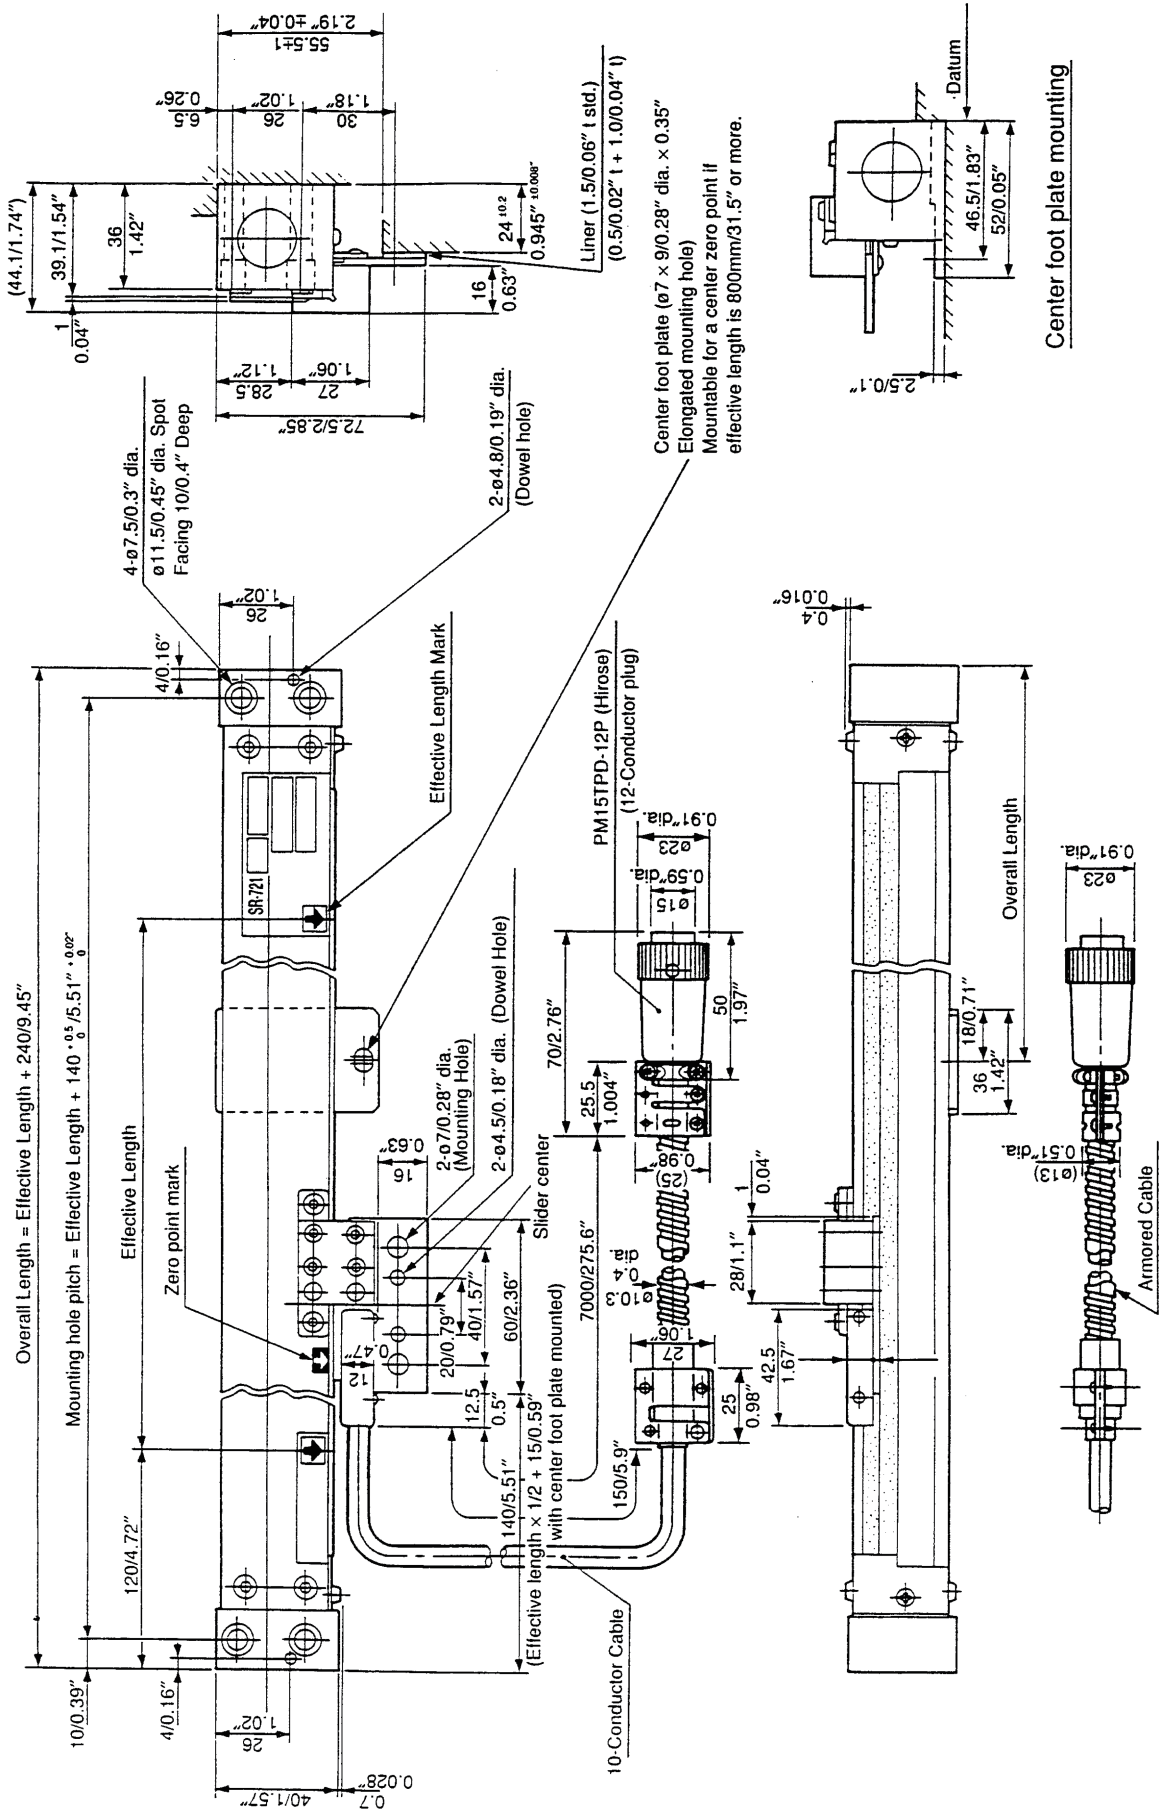 Overall Length = Effective Length + 240/9.45"
Mounting hole pitch = Effective Length + 140 +0.5 0 /5.51" +0.02" 0
10/0.39"
120/4.72"
Effective Length
4/0.16"
4/0.16"
26
1.02"
40/1.57"
0.7
0.028"
Zero point mark
SR-721
Effective Length Mark
26
1.02"
4-ø7.5/0.3" dia.
ø11.5/0.45" dia. Spot
Facing 10/0.4" Deep
2-ø4.8/0.19" dia.
(Dowel hole)
(44.1/1.74")
39.1/1.54"
36
1.42"
1
0.04"
72.5/2.85"
28.5
1.12"
27
1.06"
16
0.63"
24 ±0.2
0.945" ±0.008"
55.5±1
2.19" ±0.04"
6.5
0.26"
26
1.02"
30
1.18"
Liner (1.5/0.06" t std.)
(0.5/0.02" t + 1.0/0.04" t)
Center foot plate (ø7 × 9/0.28" dia. × 0.35"
Elongated mounting hole)
Mountable for a center zero point if
effective length is 800mm/31.5" or more.
2-ø7/0.28" dia.
(Mounting Hole)
2-ø4.5/0.18" dia. (Dowel Hole)
Slider center
16
0.63"
12
0.47"
20/0.79"
40/1.57"
60/2.36"
12.5
0.5"
140/5.51"
(Effective length × 1/2 + 15/0.59"
with center foot plate mounted)
150/5.9"
7000/275.6"
10-Conductor Cable
27
1.06"
25
0.98"
ø10.3
0.4
dia.
(25)
0.98"
25.5
1.004"
70/2.76"
50
1.97"
ø15
0.59"dia.
ø23
0.91"dia.
PM15TPD-12P (Hirose)
(12-Conductor plug)
42.5
1.67"
28/1.1"
1
0.04"
36
1.42"
18/0.71"
Overall Length
0.4
0.016"
Armored Cable
(ø13)
0.51"dia.
ø23
0.91"dia.
2.5/0.1"
46.5/1.83"
52/0.05"
Datum
Center foot plate mounting